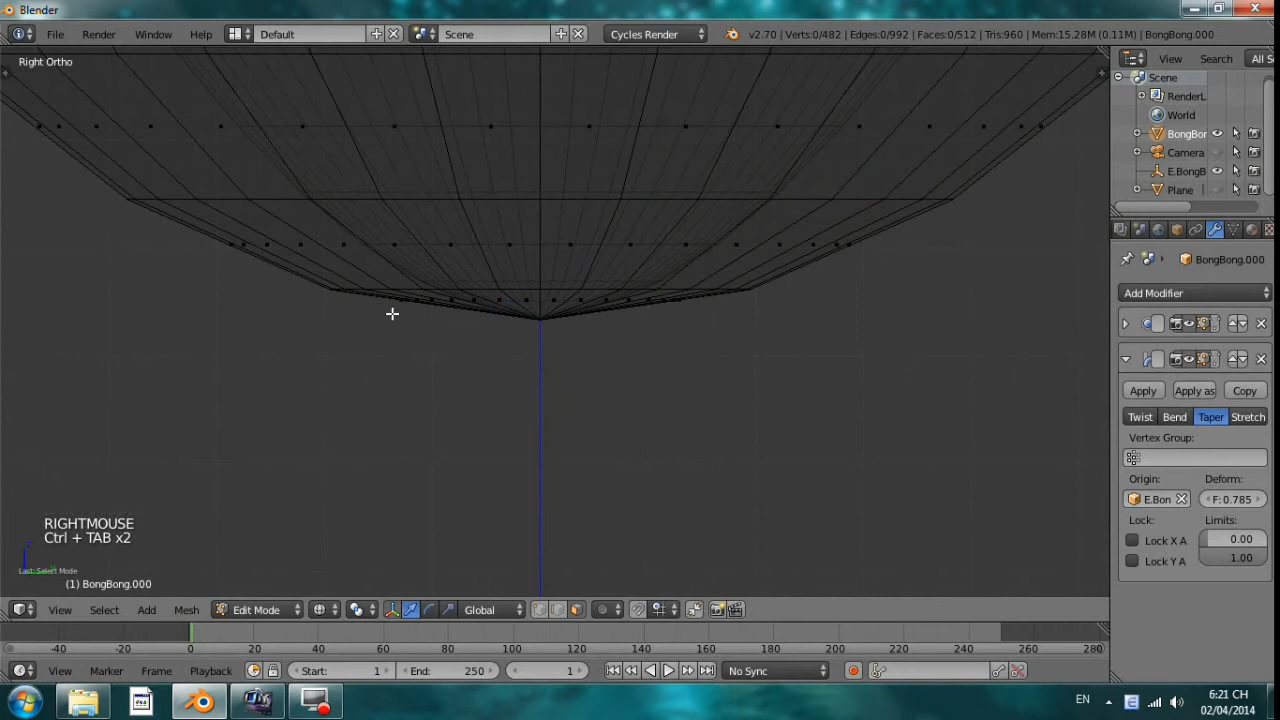 Blender
File Render Window Help Default Scene Cycles Render v2.70 | Verts:0/482 | Edges:0/992 | Faces:0/512 | Tris:960 | Mem:15.28M (0.11M) | BongBong.000
Right Ortho
View Search All S
Scene
RenderL
World
BongBor
Camera
E.BongB
Plane
BongBong.000
Add Modifier
Apply Apply as Copy
Twist Bend Taper Stretch
Vertex Group:
Origin: Deform:
E.Bon F: 0.785
Lock: Limits:
Lock X A 0.00
Lock Y A 1.00
RIGHTMOUSE
Ctrl + TAB x2
Last: Select Mode
(1) BongBong.000
View Select Add Mesh Edit Mode Global
-40 -20 0 20 40 60 80 100 120 140 160 180 200 220 240 260 280
View Marker Frame Playback Start: 1 End: 250 1 No Sync
EN E 6:21 CH
02/04/2014